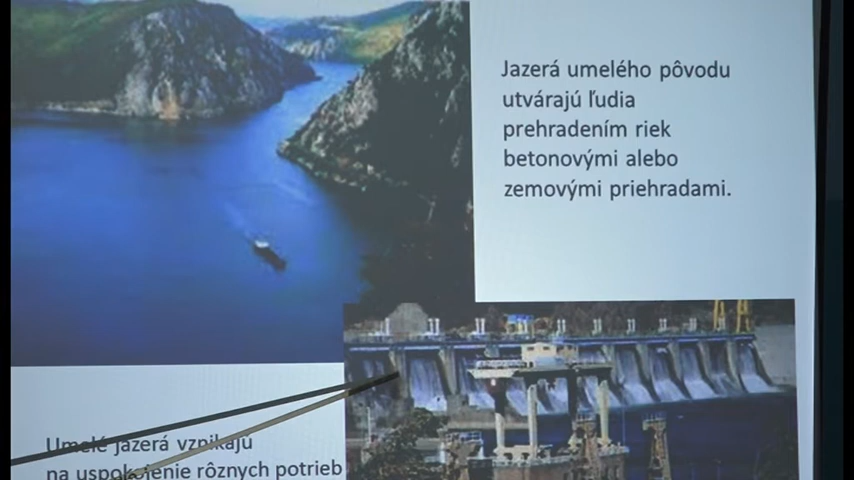 Jazerá umelého pôvodu
utvárajú ľudia
prehradením riek
betonovými alebo
zemovými priehradami.
Umelé jazerá vznikajú
na uspokojenie rôznych potrieb